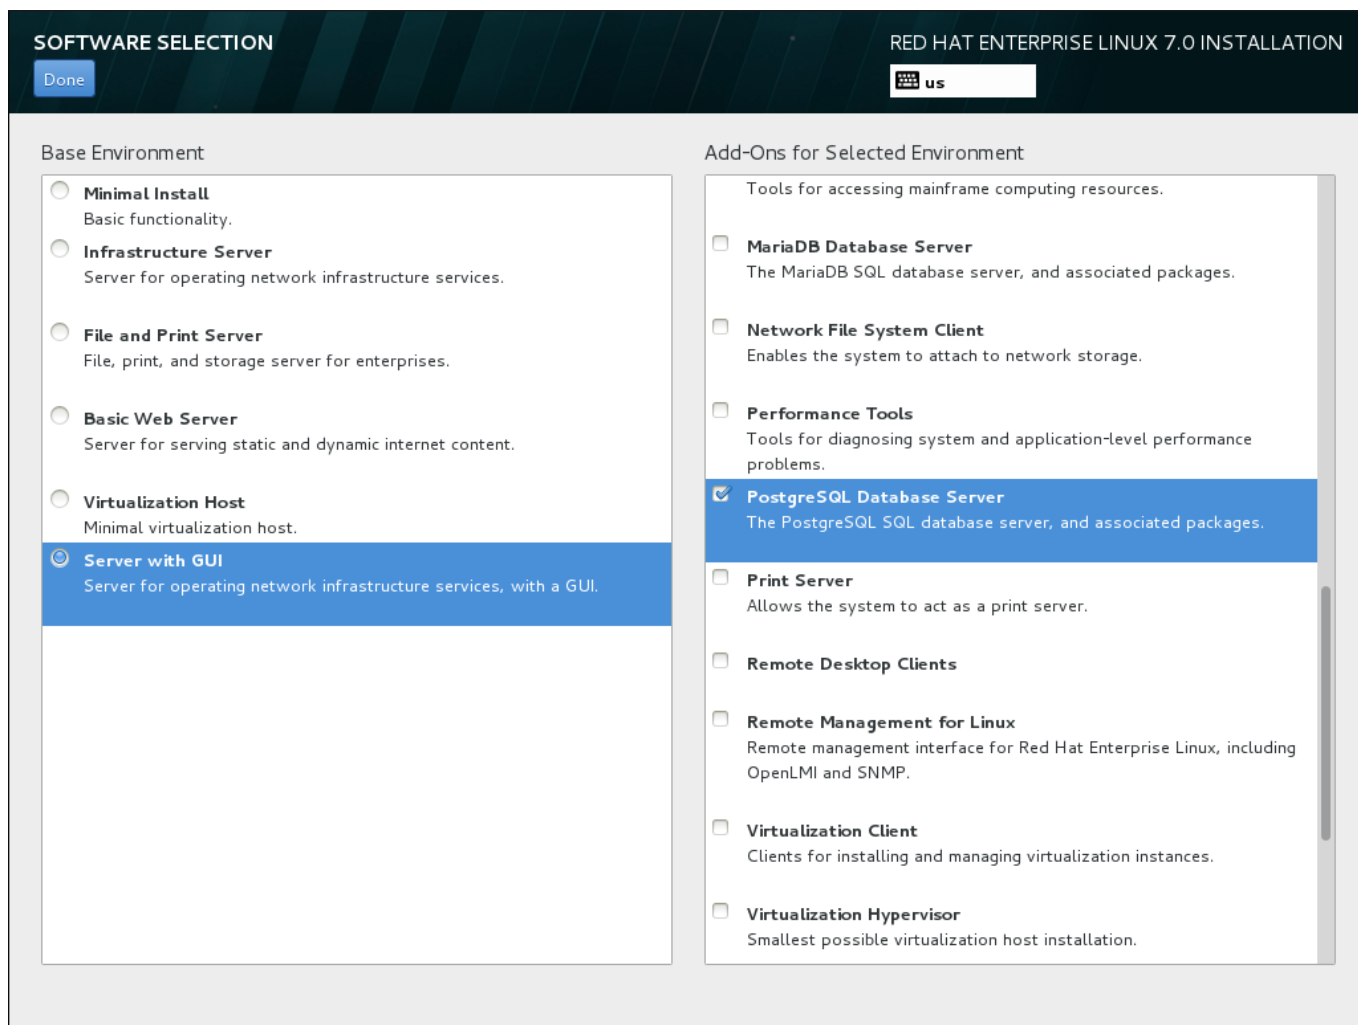 SOFTWARE SELECTION
RED HAT ENTERPRISE LINUX 7.0 INSTALLATION
Done
us
Base Environment
Minimal Install
Basic functionality.
Infrastructure Server
Server for operating network infrastructure services.
File and Print Server
File, print, and storage server for enterprises.
Basic Web Server
Server for serving static and dynamic internet content.
Virtualization Host
Minimal virtualization host.
Server with GUI
Server for operating network infrastructure services, with a GUI.
Add-Ons for Selected Environment
Tools for accessing mainframe computing resources.
MariaDB Database Server
The MariaDB SQL database server, and associated packages.
Network File System Client
Enables the system to attach to network storage.
Performance Tools
Tools for diagnosing system and application-level performance
problems.
PostgreSQL Database Server
The PostgreSQL SQL database server, and associated packages.
Print Server
Allows the system to act as a print server.
Remote Desktop Clients
Remote Management for Linux
Remote management interface for Red Hat Enterprise Linux, including
OpenLMI and SNMP.
Virtualization Client
Clients for installing and managing virtualization instances.
Virtualization Hypervisor
Smallest possible virtualization host installation.